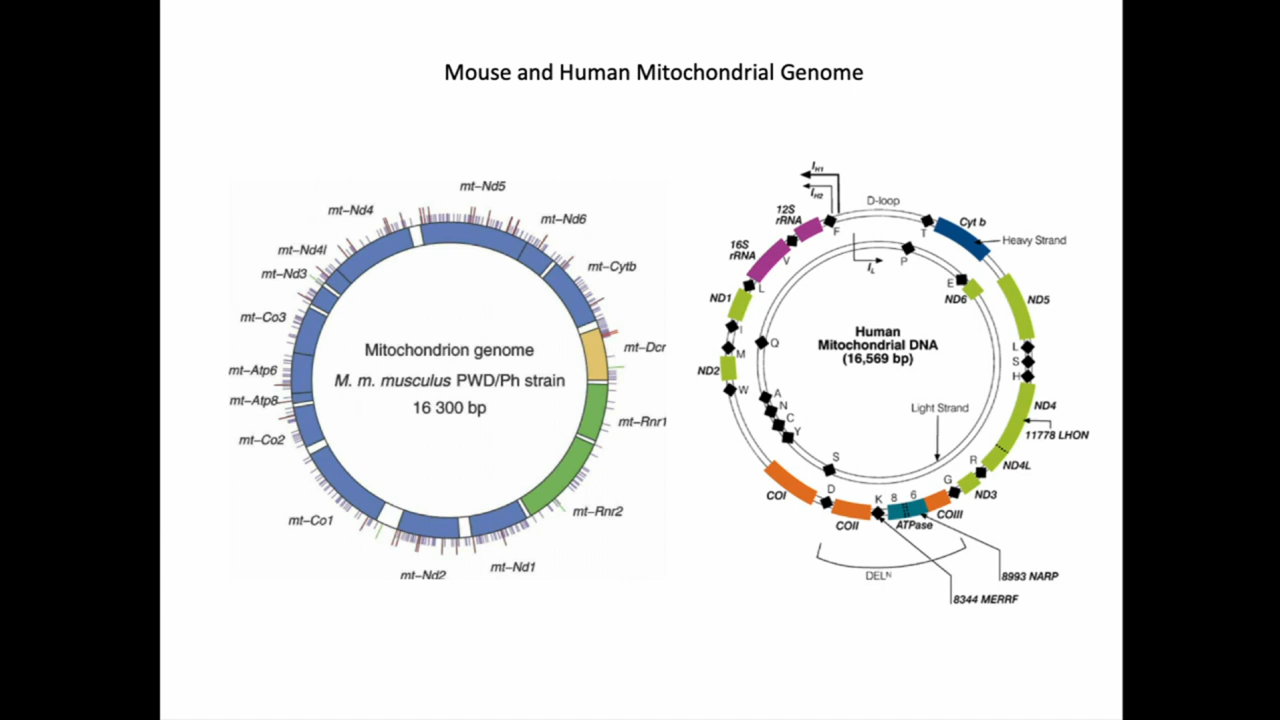 Mouse and Human Mitochondrial Genome
mt–Nd5
mt–Nd4
mt–Nd6
mt–Nd4l
mt–Cytb
mt–Nd3
mt–Co3
mt–Dcr
mt–Atp6
mt–Atp8
mt–Rnr1
mt–Co2
mt–Rnr2
mt–Co1
mt–Nd1
mt–Nd2
Mitochondrion genome
M. m. musculus PWD/Ph strain
16 300 bp
IH1
IH2
D-loop
12S
rRNA
F
T
Cyt b
Heavy Strand
16S
rRNA
V
IL
P
L
E
ND6
ND1
ND5
I
Human
Mitochondrial DNA
(16,569 bp)
Q
M
L
S
H
ND2
W
A
N
C
Y
Light Strand
ND4
11778 LHON
S
R
ND4L
COI
D
K
8
6
G
ND3
COII
ATPase
COIII
DELN
8993 NARP
8344 MERRF